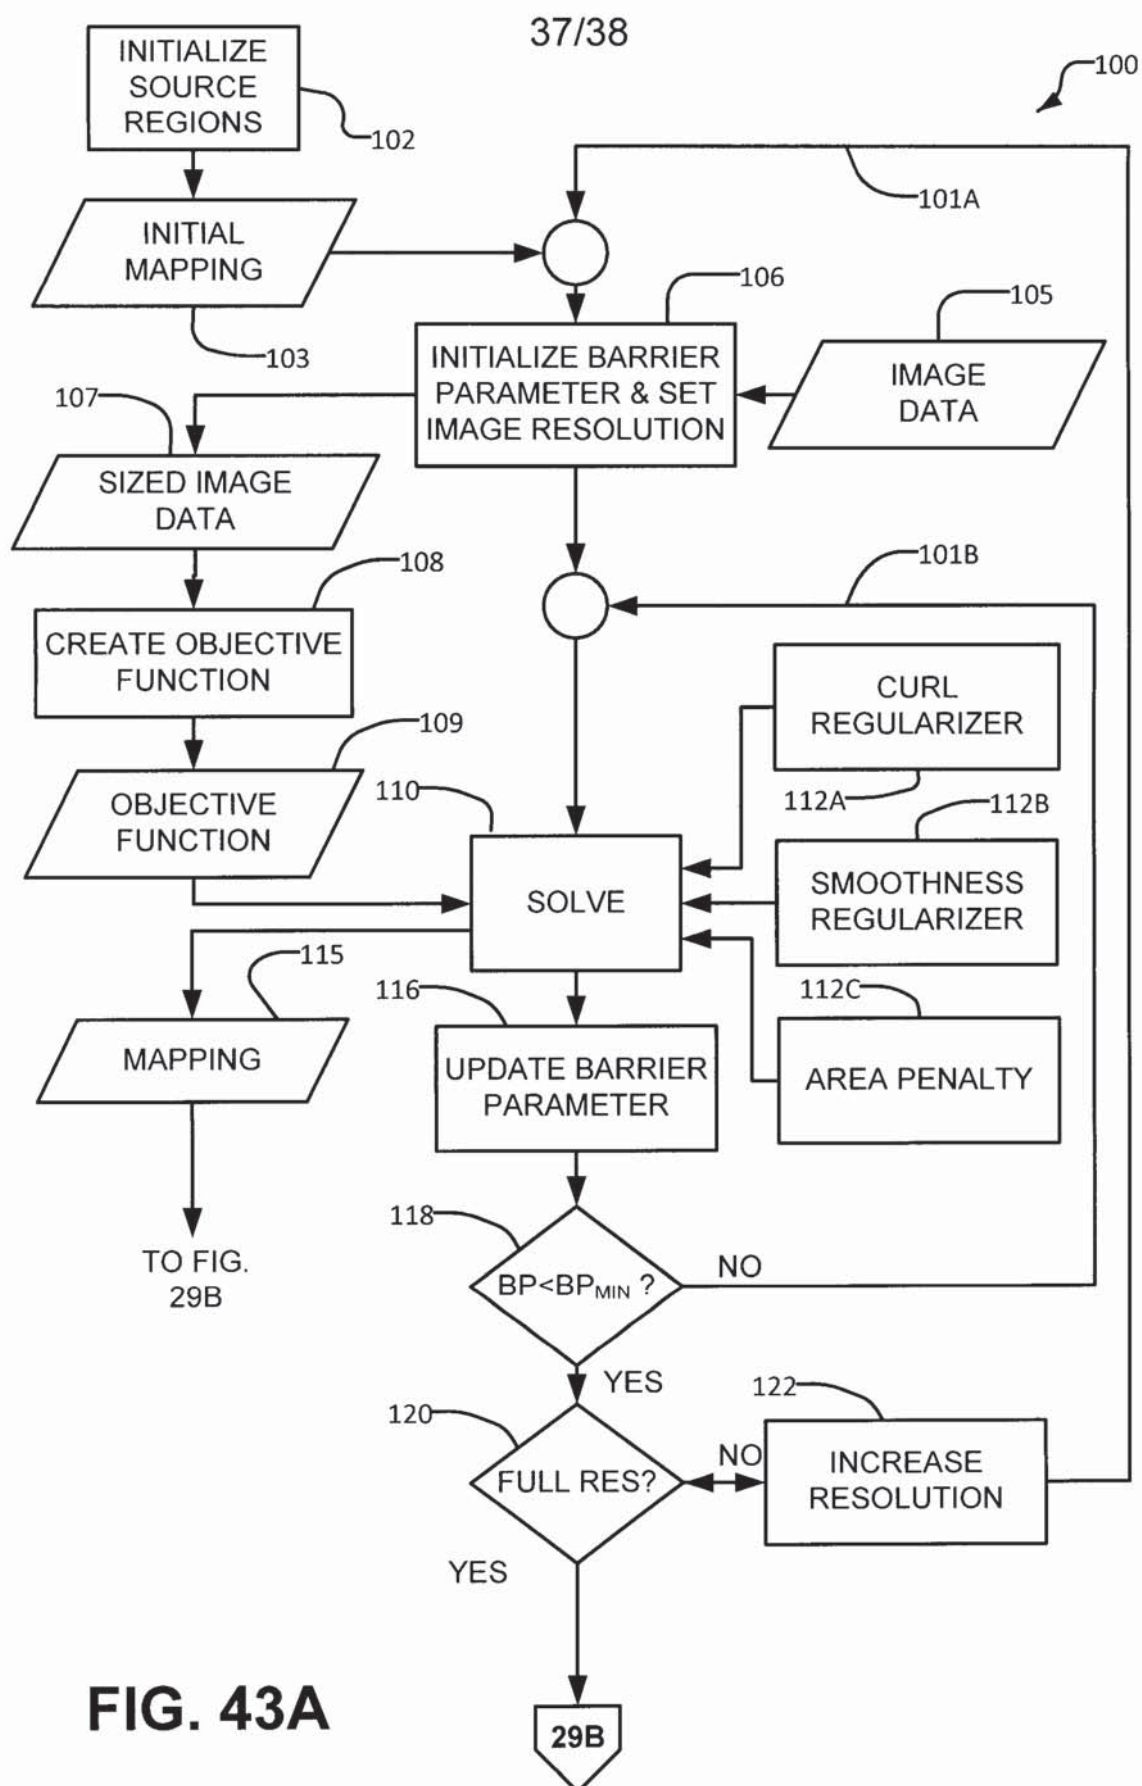 37/38
INITIALIZE
SOURCE
REGIONS
102
100
101A
INITIAL
MAPPING
103
106
105
INITIALIZE BARRIER
PARAMETER & SET
IMAGE RESOLUTION
IMAGE
DATA
107
SIZED IMAGE
DATA
108
101B
CREATE OBJECTIVE
FUNCTION
CURL
REGULARIZER
109
110
112A
112B
OBJECTIVE
FUNCTION
SOLVE
SMOOTHNESS
REGULARIZER
115
116
112C
MAPPING
UPDATE BARRIER
PARAMETER
AREA PENALTY
118
TO FIG.
29B
BP<BPMIN ?
NO
YES
120
122
FULL RES?
NO
INCREASE
RESOLUTION
YES
FIG. 43A
29B